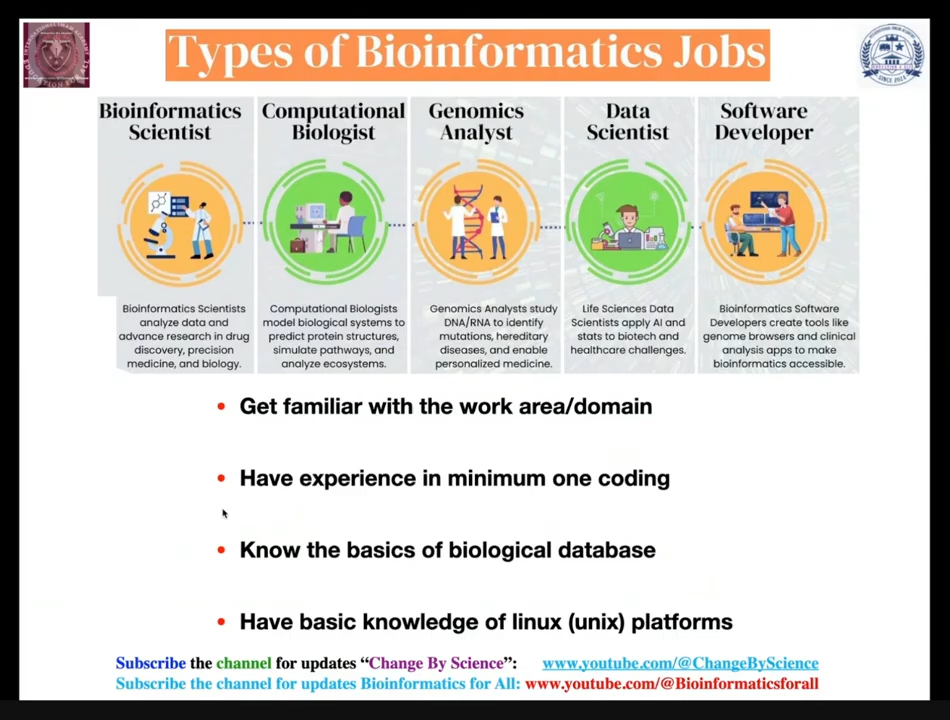 Types of Bioinformatics Jobs
Bioinformatics
Scientist
Computational
Biologist
Genomics
Analyst
Data
Scientist
Software
Developer
Bioinformatics Scientists
analyze data and
advance research in drug
discovery, precision
medicine, and biology.
Computational Biologists
model biological systems to
predict protein structures,
simulate pathways, and
analyze ecosystems.
Genomics Analysts study
DNA/RNA to identify
mutations, hereditary
diseases, and enable
personalized medicine.
Life Sciences Data
Scientists apply AI and
stats to biotech and
healthcare challenges.
Bioinformatics Software
Developers create tools like
genome browsers and clinical
analysis apps to make
bioinformatics accessible.
• Get familiar with the work area/domain
• Have experience in minimum one coding
• Know the basics of biological database
• Have basic knowledge of linux (unix) platforms
Subscribe the channel for updates “Change By Science”: www.youtube.com/@ChangeByScience
Subscribe the channel for updates Bioinformatics for All: www.youtube.com/@Bioinformaticsforall